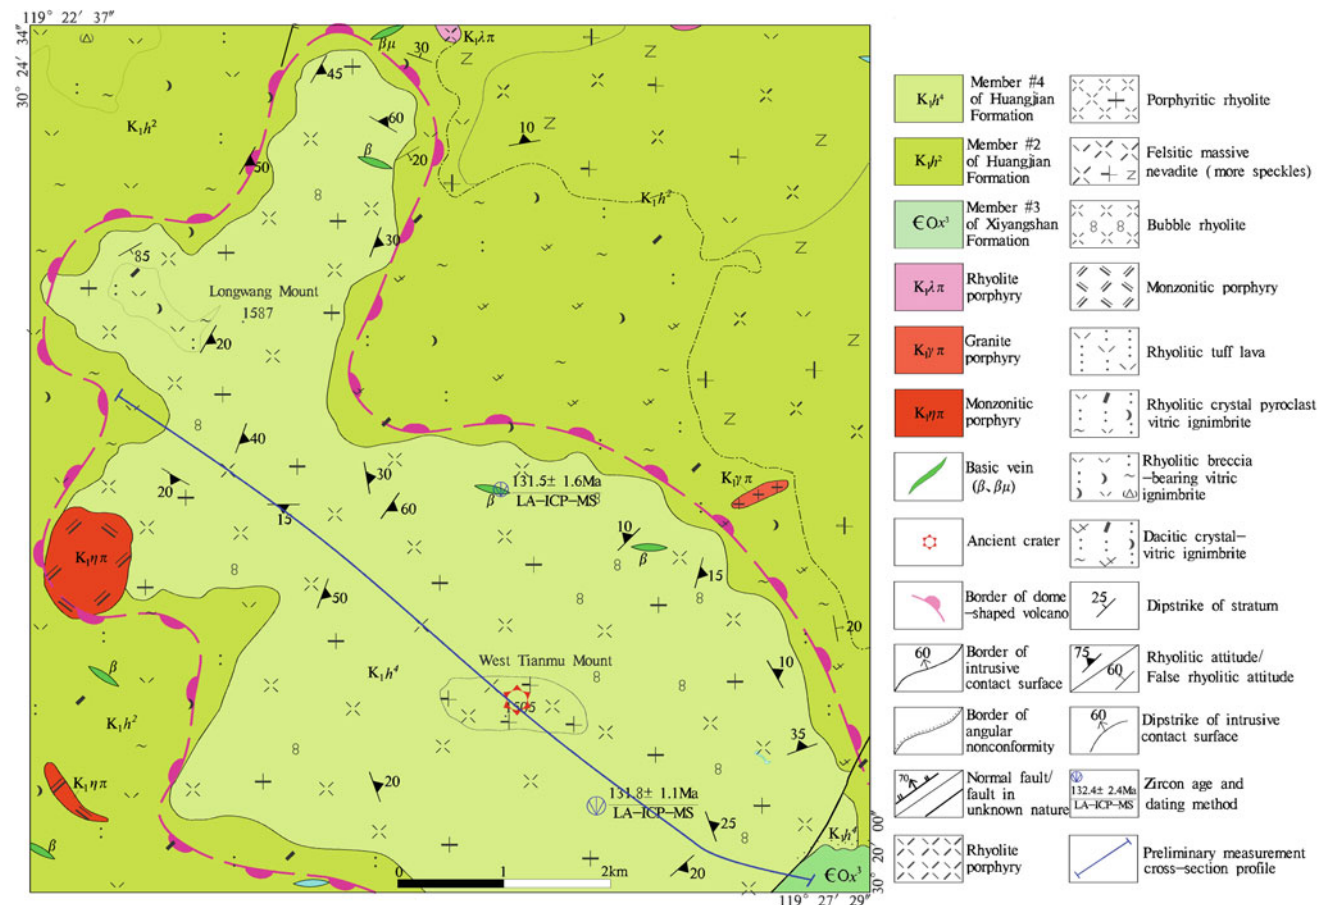 119° 22′ 37″
30° 24′ 34″
βμ
30
K₁λπ
45
60
K₁h²
10
β
20
50
K₁h²
30
85
Longwang Mount
1587
20
40
20
30
131.5± 1.6Ma
β
LA-ICP-MS
60
15
K₁γπ
10
β
15
K₁ηπ
50
20
West Tianmu Mount
10
β
K₁h⁴
1505
K₁h²
35
K₁ηπ
20
131.8± 1.1Ma
LA-ICP-MS
25
K₁h⁴
β
20
0 1 2km
ЄOx³
30° 20′ 00″
119° 27′ 29″
K₁h⁴
Member #4
of Huangjian
Formation
K₁h²
Member #2
of Huangjian
Formation
ЄOx³
Member #3
of Xiyangshan
Formation
K₁λπ
Rhyolite
porphyry
K₁γπ
Granite
porphyry
K₁ηπ
Monzonitic
porphyry
Basic vein
(β、βμ)
Ancient crater
Border of dome
-shaped volcano
60
Border of
intrusive
contact surface
Border of
angular
nonconformity
70
Normal fault/
fault in
unknown nature
Rhyolite
porphyry
Porphyritic rhyolite
Felsitic massive
nevadite (more speckles)
Bubble rhyolite
Monzonitic porphyry
Rhyolitic tuff lava
Rhyolitic crystal pyroclast
vitric ignimbrite
Rhyolitic breccia
-bearing vitric
ignimbrite
Dacitic crystal-
vitric ignimbrite
25
Dipstrike of stratum
75
60
Rhyolitic attitude/
False rhyolitic attitude
60
Dipstrike of intrusive
contact surface
132.4± 2.4Ma
LA-ICP-MS
Zircon age and
dating method
Preliminary measurement
cross-section profile